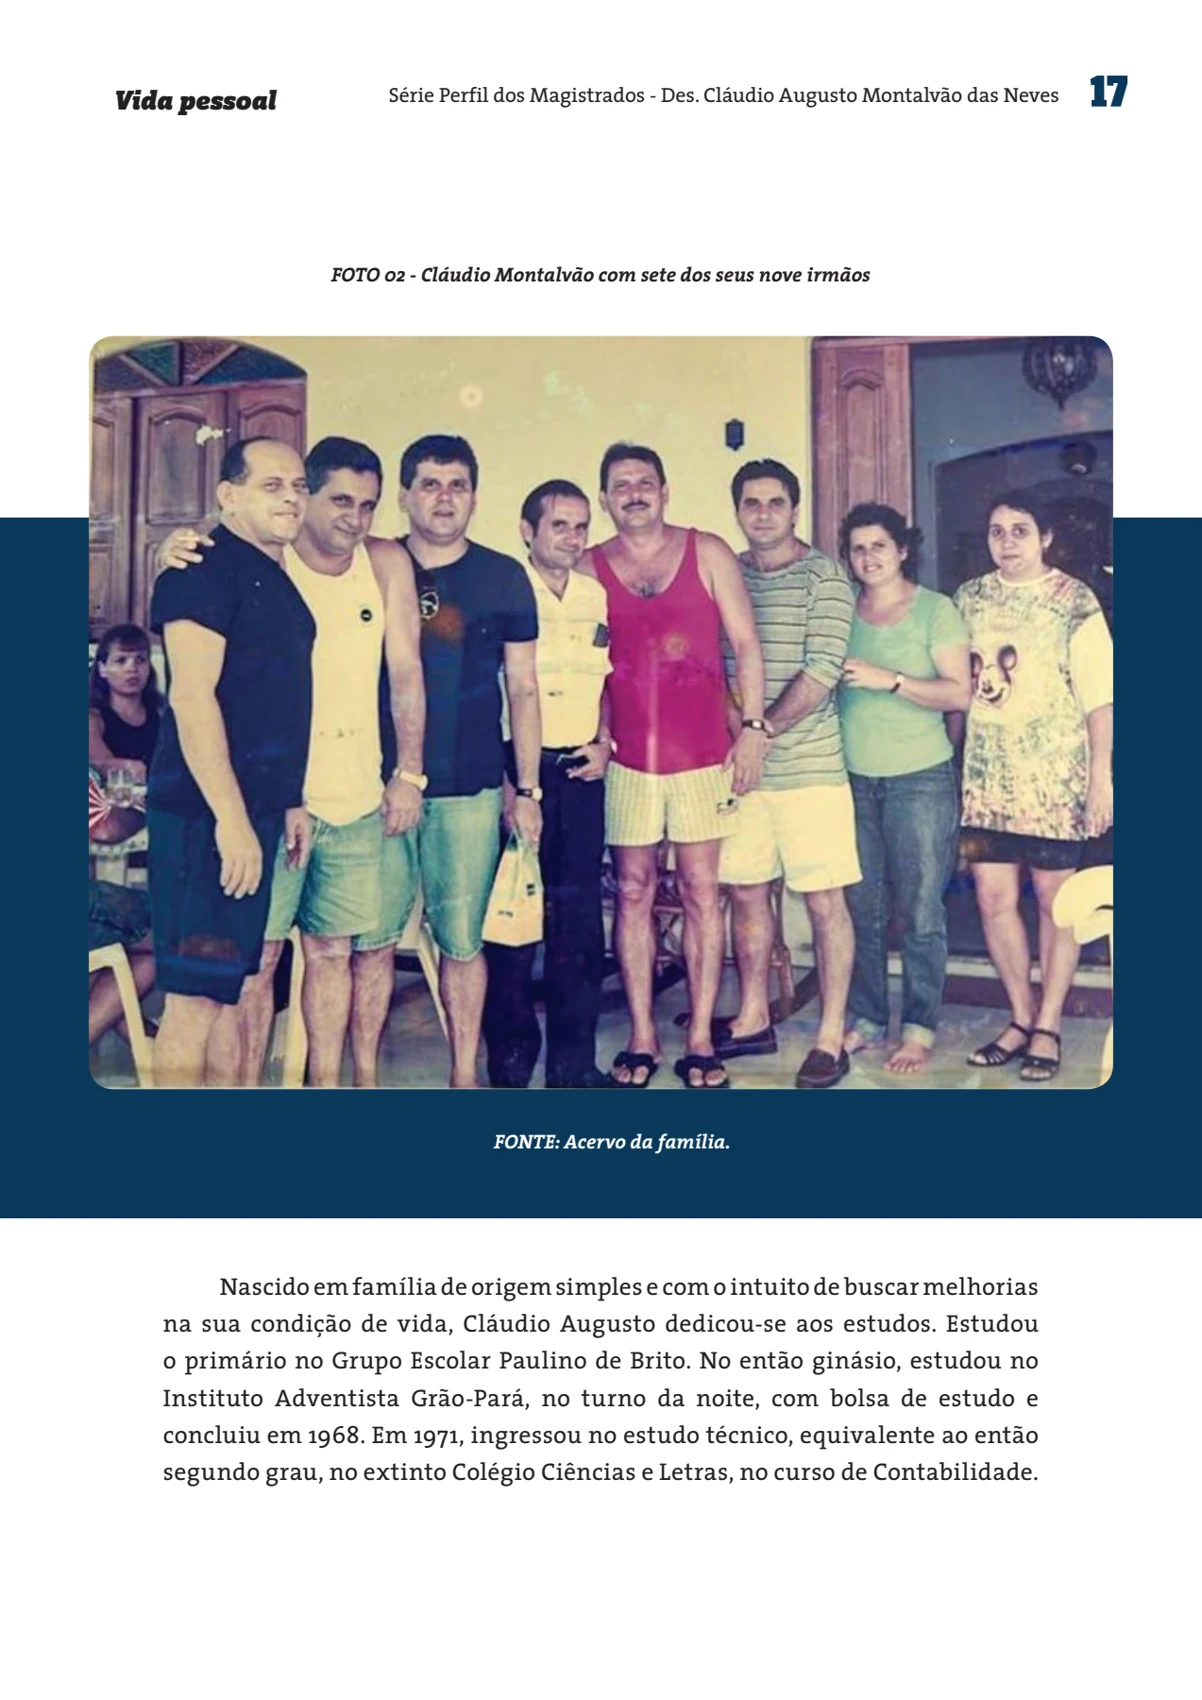 Vida pessoal
Série Perfil dos Magistrados - Des. Cláudio Augusto Montalvão das Neves 17
FOTO 02 - Cláudio Montalvão com sete dos seus nove irmãos
FONTE: Acervo da família.
Nascido em família de origem simples e com o intuito de buscar melhorias
na sua condição de vida, Cláudio Augusto dedicou-se aos estudos. Estudou
o primário no Grupo Escolar Paulino de Brito. No então ginásio, estudou no
Instituto Adventista Grão-Pará, no turno da noite, com bolsa de estudo e
concluiu em 1968. Em 1971, ingressou no estudo técnico, equivalente ao então
segundo grau, no extinto Colégio Ciências e Letras, no curso de Contabilidade.